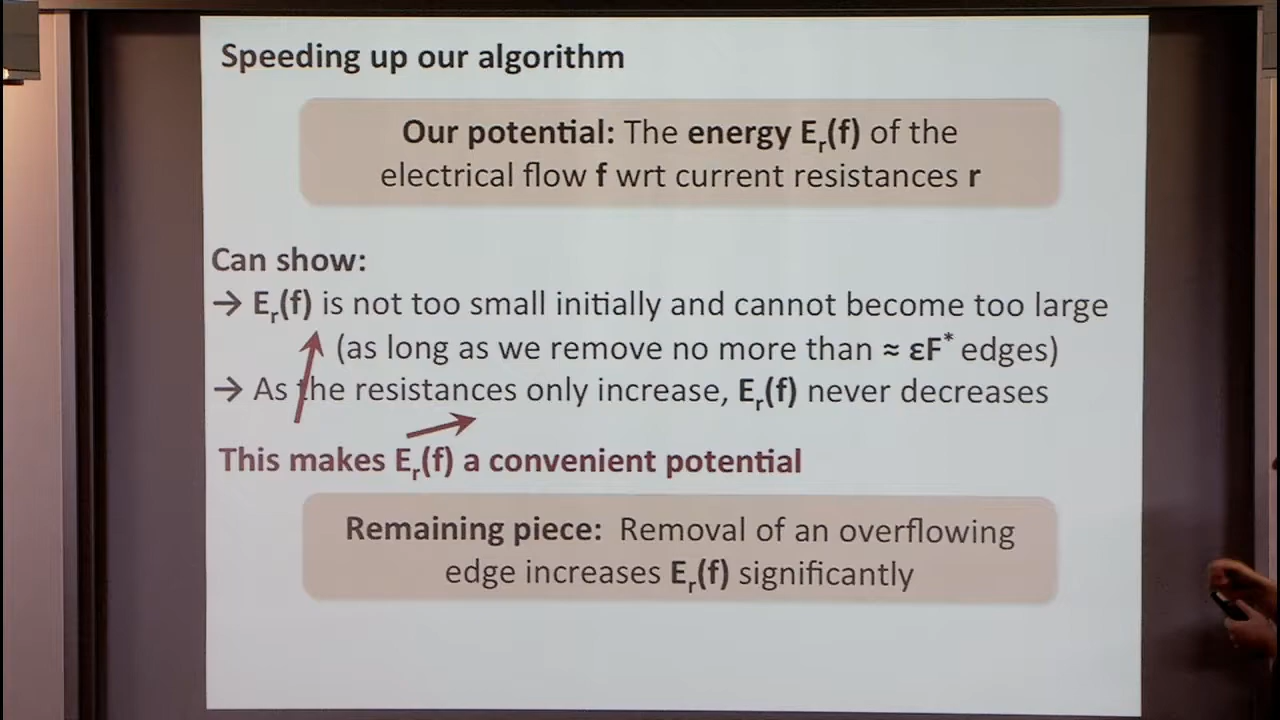 Speeding up our algorithm
Our potential: The energy Eᵣ(f) of the
electrical flow f wrt current resistances r
Can show:
→ Eᵣ(f) is not too small initially and cannot become too large
(as long as we remove no more than ≈ εF* edges)
→ As the resistances only increase, Eᵣ(f) never decreases
This makes Eᵣ(f) a convenient potential
Remaining piece: Removal of an overflowing
edge increases Eᵣ(f) significantly